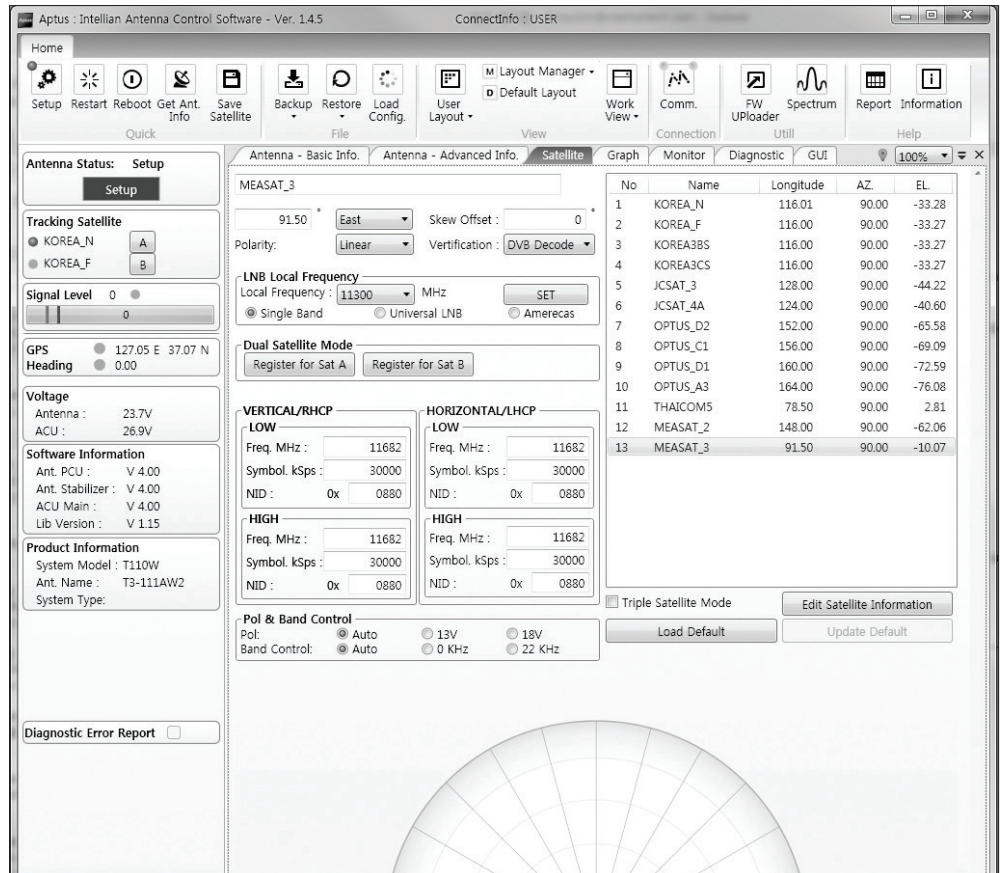 Aptus : Intellian Antenna Control Software - Ver. 1.4.5 ConnectInfo : USER
Home
Setup Restart Reboot Get Ant. Info Save Satellite
Quick
Backup Restore Load Config.
File
User Layout
M Layout Manager
D Default Layout
Work View
View
Comm.
Connection
FW UPloader Spectrum
Utill
Report Information
Help
Antenna Status: Setup
Setup
Tracking Satellite
KOREA_N A
KOREA_F B
Signal Level 0
0
GPS 127.05 E 37.07 N
Heading 0.00
Voltage
Antenna : 23.7V
ACU : 26.9V
Software Information
Ant. PCU : V 4.00
Ant. Stabilizer : V 4.00
ACU Main : V 4.00
Lib Version : V 1.15
Product Information
System Model : T110W
Ant. Name : T3-111AW2
System Type:
Diagnostic Error Report
Antenna - Basic Info. Antenna - Advanced Info. Satellite Graph Monitor Diagnostic GUI 100%
MEASAT_3
91.50 ° East Skew Offset : 0 °
Polarity: Linear Vertification : DVB Decode
LNB Local Frequency
Local Frequency : 11300 MHz SET
Single Band Universal LNB Amerecas
Dual Satellite Mode
Register for Sat A Register for Sat B
VERTICAL/RHCP
LOW
Freq. MHz : 11682
Symbol. kSps : 30000
NID : 0x 0880
HIGH
Freq. MHz : 11682
Symbol. kSps : 30000
NID : 0x 0880
HORIZONTAL/LHCP
LOW
Freq. MHz : 11682
Symbol. kSps : 30000
NID : 0x 0880
HIGH
Freq. MHz : 11682
Symbol. kSps : 30000
NID : 0x 0880
Pol & Band Control
Pol: Auto 13V 18V
Band Control: Auto 0 KHz 22 KHz
No Name Longitude AZ. EL.
1 KOREA_N 116.01 90.00 -33.28
2 KOREA_F 116.00 90.00 -33.27
3 KOREA3BS 116.00 90.00 -33.27
4 KOREA3CS 116.00 90.00 -33.27
5 JCSAT_3 128.00 90.00 -44.22
6 JCSAT_4A 124.00 90.00 -40.60
7 OPTUS_D2 152.00 90.00 -65.58
8 OPTUS_C1 156.00 90.00 -69.09
9 OPTUS_D1 160.00 90.00 -72.59
10 OPTUS_A3 164.00 90.00 -76.08
11 THAICOM5 78.50 90.00 2.81
12 MEASAT_2 148.00 90.00 -62.06
13 MEASAT_3 91.50 90.00 -10.07
Triple Satellite Mode Edit Satellite Information
Load Default Update Default